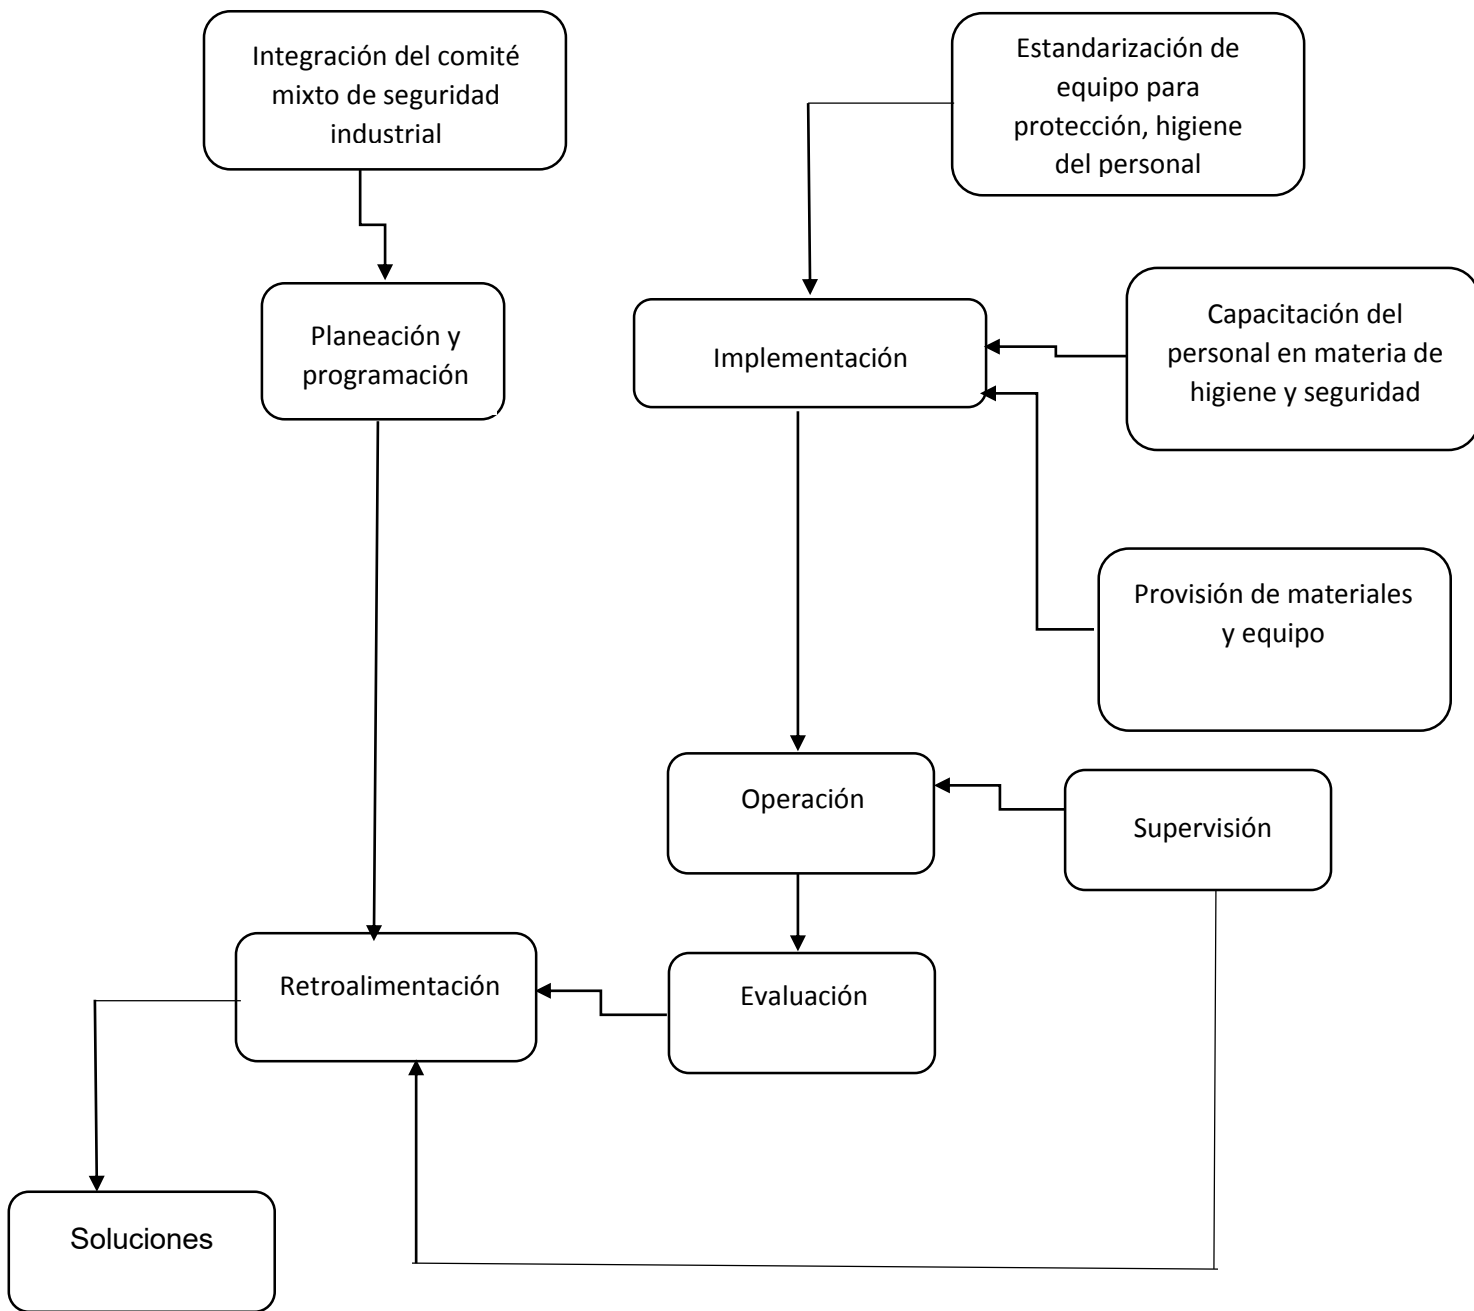 Integración del comité
mixto de seguridad
industrial
Estandarización de
equipo para
protección, higiene
del personal
Planeación y
programación
Implementación
Capacitación del
personal en materia de
higiene y seguridad
Provisión de materiales
y equipo
Operación
Supervisión
Retroalimentación
Evaluación
Soluciones